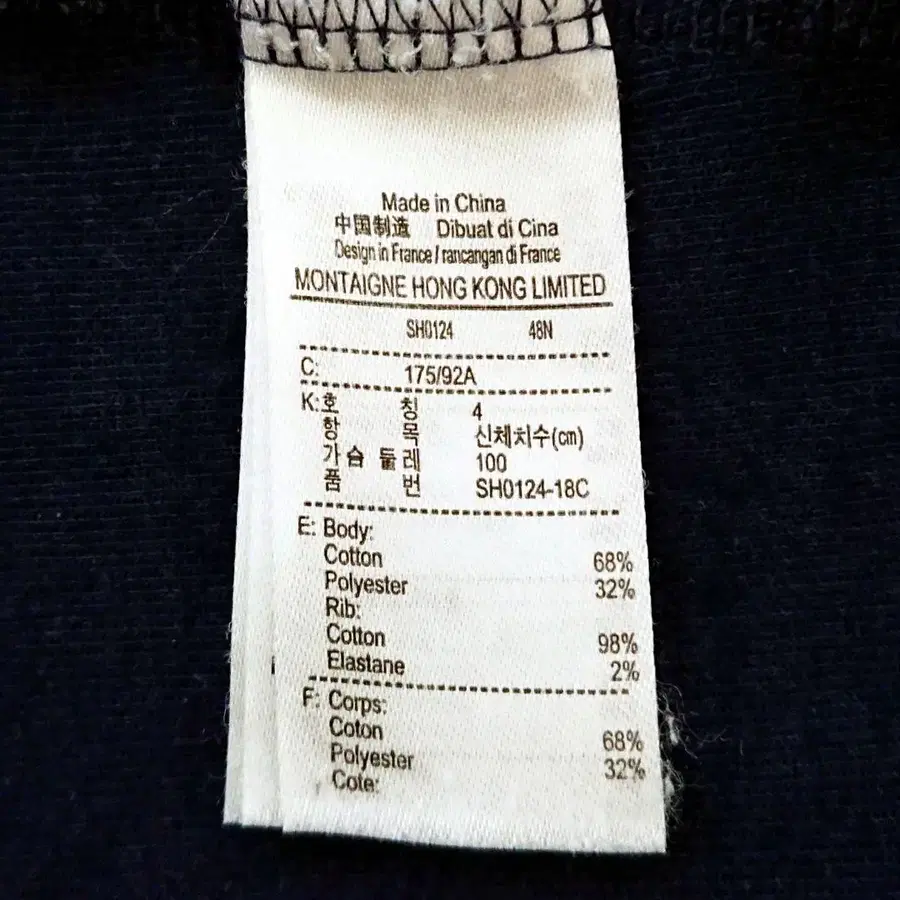 Made in China
中国制造 Dibuat di Cina
Design in France / rancangan di France
MONTAIGNE HONG KONG LIMITED
SH0124 48N
C: 175/92A
K: 호 칭 4
항 목 신체치수(cm)
가슴 둘레 100
품 번 SH0124-18C
E: Body:
Cotton 68%
Polyester 32%
Rib:
Cotton 98%
Elastane 2%
F: Corps:
Coton 68%
Polyester 32%
Cote: